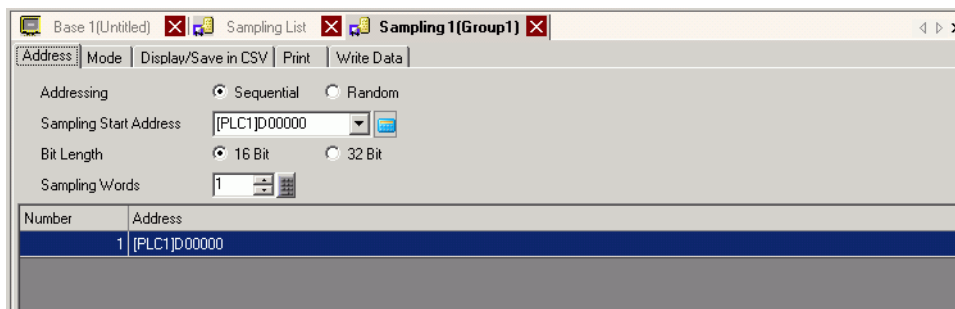 Base 1(Untitled) Sampling List Sampling 1(Group1)
Address Mode Display/Save in CSV Print Write Data
Addressing Sequential Random
Sampling Start Address [PLC1]D00000
Bit Length 16 Bit 32 Bit
Sampling Words 1
Number Address
1 [PLC1]D00000